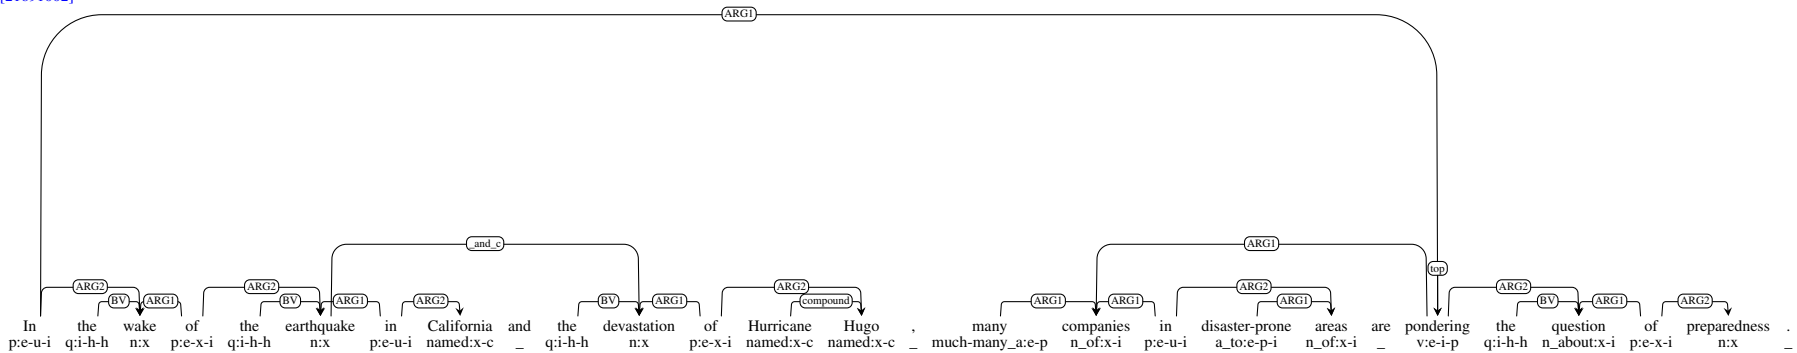 ARG1
_and_c ARG1
top
ARG2 ARG2 ARG2 ARG2 ARG2
BV ARG1 BV ARG1 ARG2 BV ARG1 compound ARG1 ARG1 ARG1 BV ARG1 ARG2
In the wake of the earthquake in California and the devastation of Hurricane Hugo , many companies in disaster-prone areas are pondering the question of preparedness .
p:e-u-i q:i-h-h n:x p:e-x-i q:i-h-h n:x p:e-u-i named:x-c _ q:i-h-h n:x p:e-x-i named:x-c named:x-c _ much-many_a:e-p n_of:x-i p:e-u-i a_to:e-p-i n_of:x-i _ v:e-i-p q:i-h-h n_about:x-i p:e-x-i n:x _